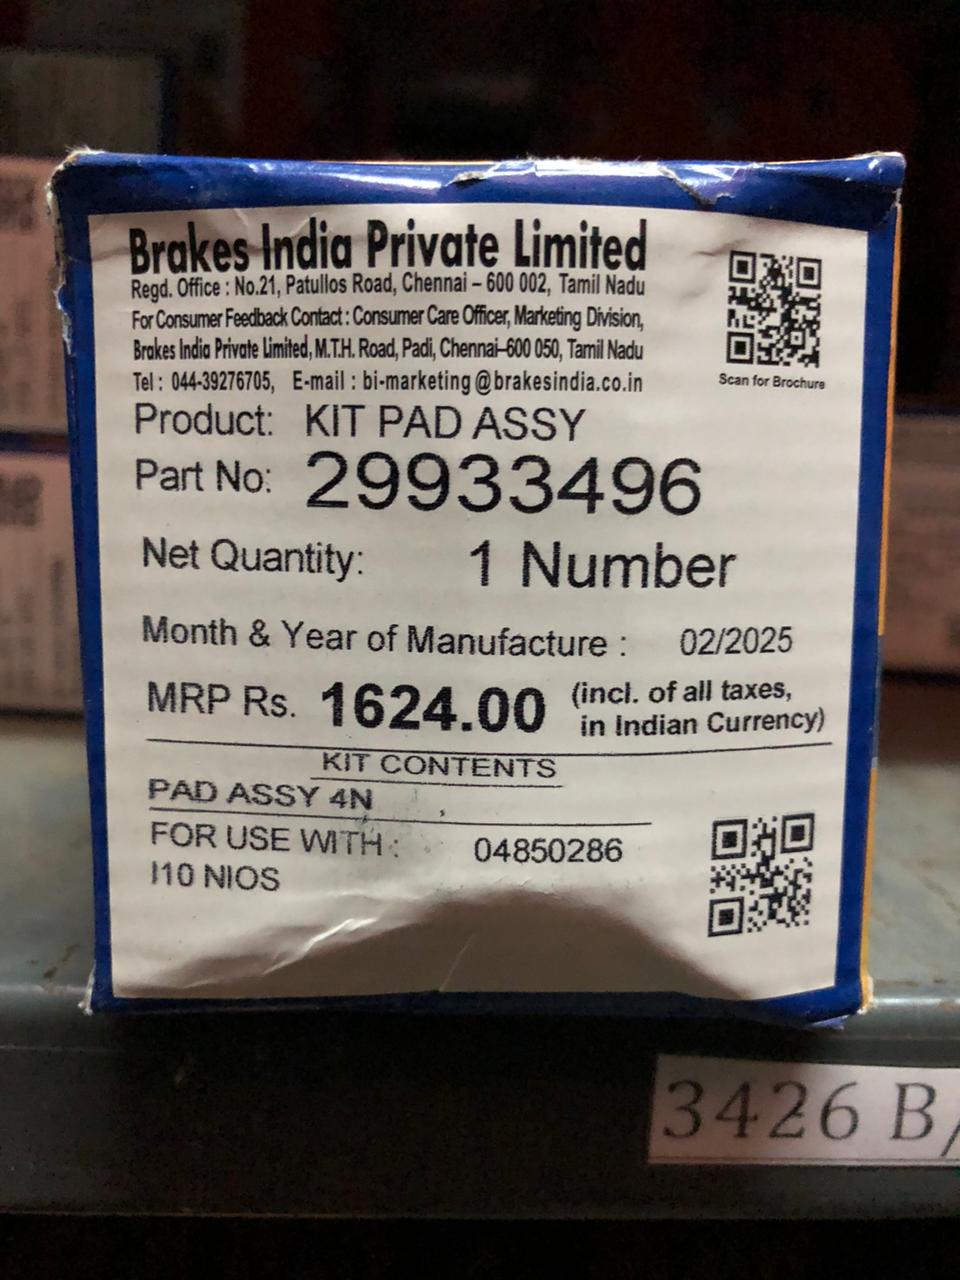 Brakes India Private Limited
Regd. Office : No.21, Patullos Road, Chennai – 600 002, Tamil Nadu
For Consumer Feedback Contact : Consumer Care Officer, Marketing Division,
Brakes India Private Limited, M.T.H. Road, Padi, Chennai–600 050, Tamil Nadu
Tel : 044-39276705, E-mail : bi-marketing@brakesindia.co.in
Scan for Brochure
Product: KIT PAD ASSY
Part No: 29933496
Net Quantity: 1 Number
Month & Year of Manufacture : 02/2025
MRP Rs. 1624.00 (incl. of all taxes,
in Indian Currency)
KIT CONTENTS
PAD ASSY 4N
FOR USE WITH : 04850286
I10 NIOS
3426 B/